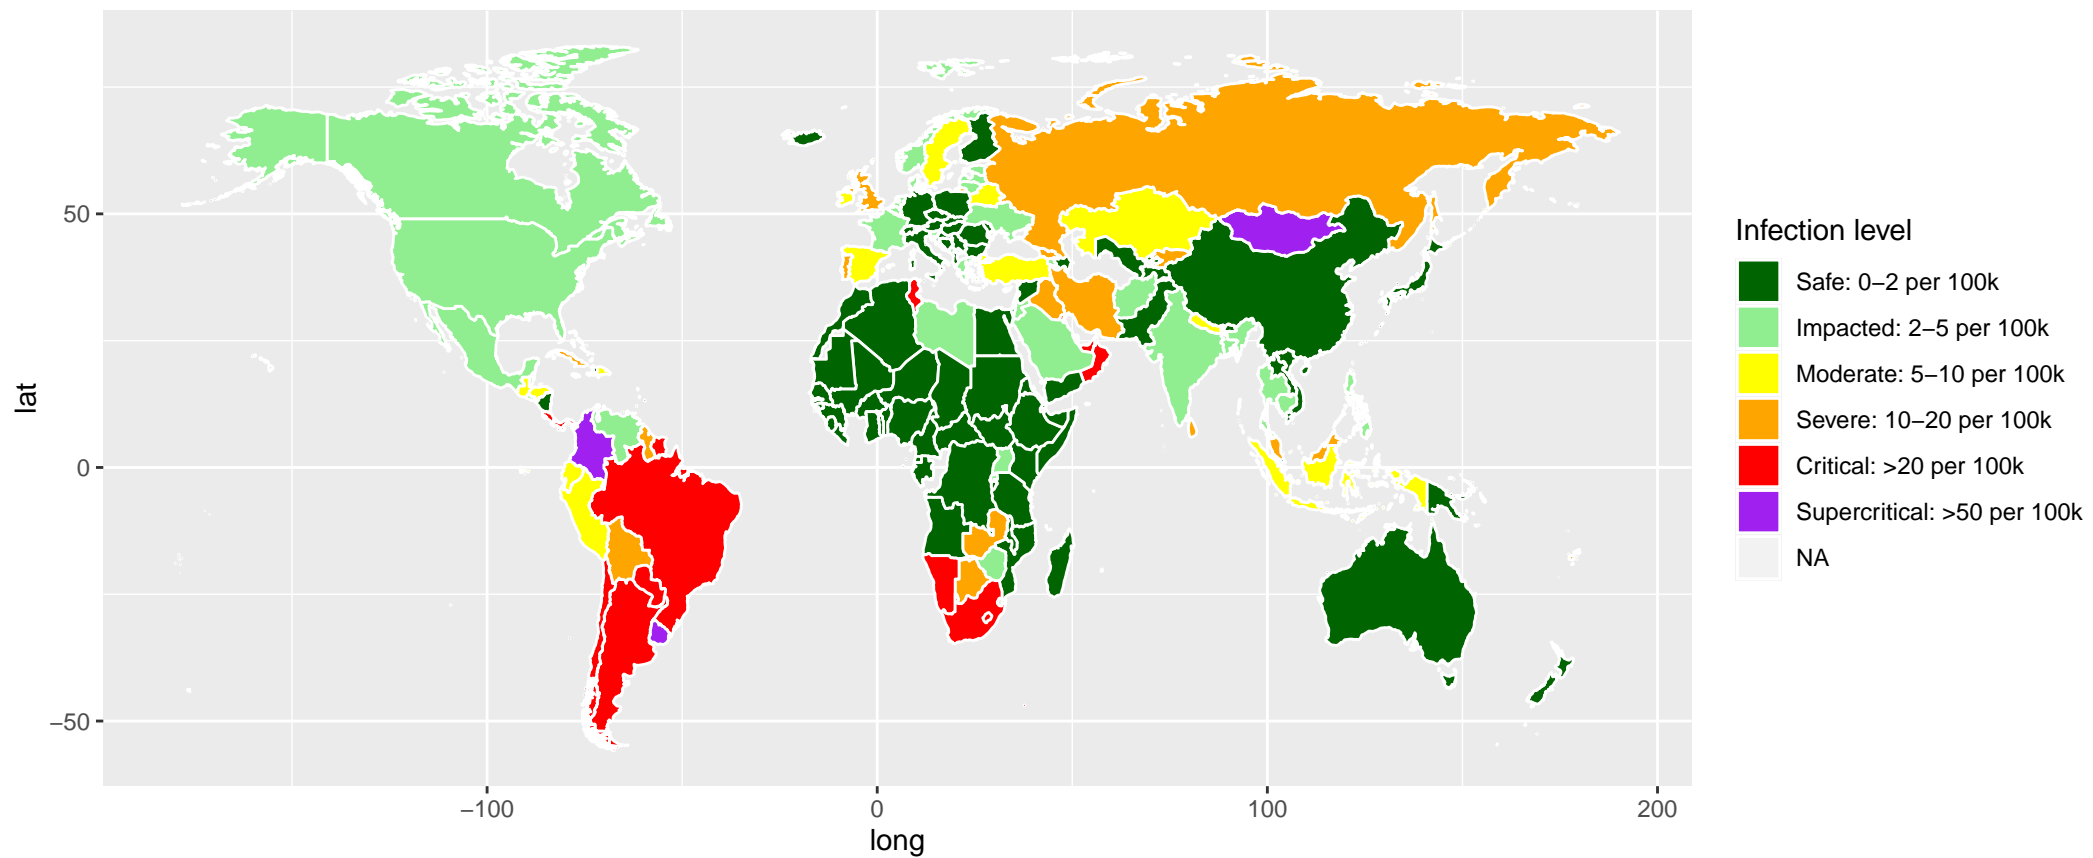 Infection level
Safe: 0−2 per 100k
Impacted: 2−5 per 100k
Moderate: 5−10 per 100k
Severe: 10−20 per 100k
Critical: >20 per 100k
Supercritical: >50 per 100k
NA
lat
50
0
−50
−100
0
100
200
long